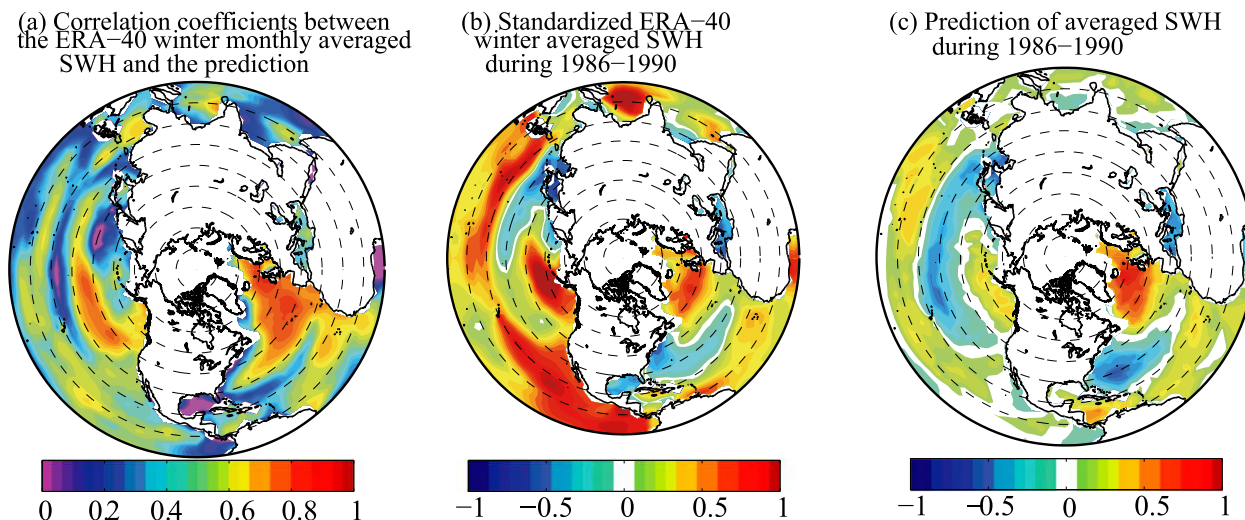 (a) Correlation coefficients between
the ERA−40 winter monthly averaged
SWH and the prediction
(b) Standardized ERA−40
winter averaged SWH
during 1986−1990
(c) Prediction of averaged SWH
during 1986−1990
0 0.2 0.4 0.6 0.8 1
−1 −0.5 0 0.5 1
−1 −0.5 0 0.5 1